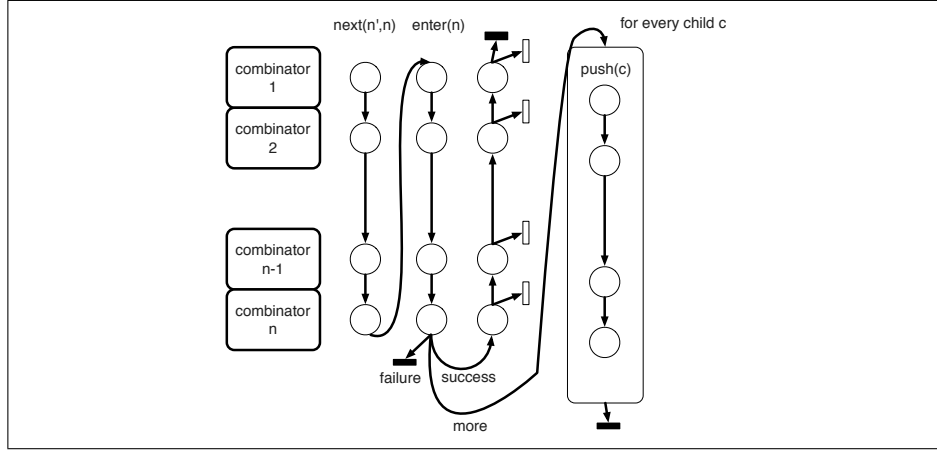 next(n',n)
enter(n)
for every child c
combinator
1
push(c)
combinator
2
combinator
n-1
combinator
n
failure
success
more